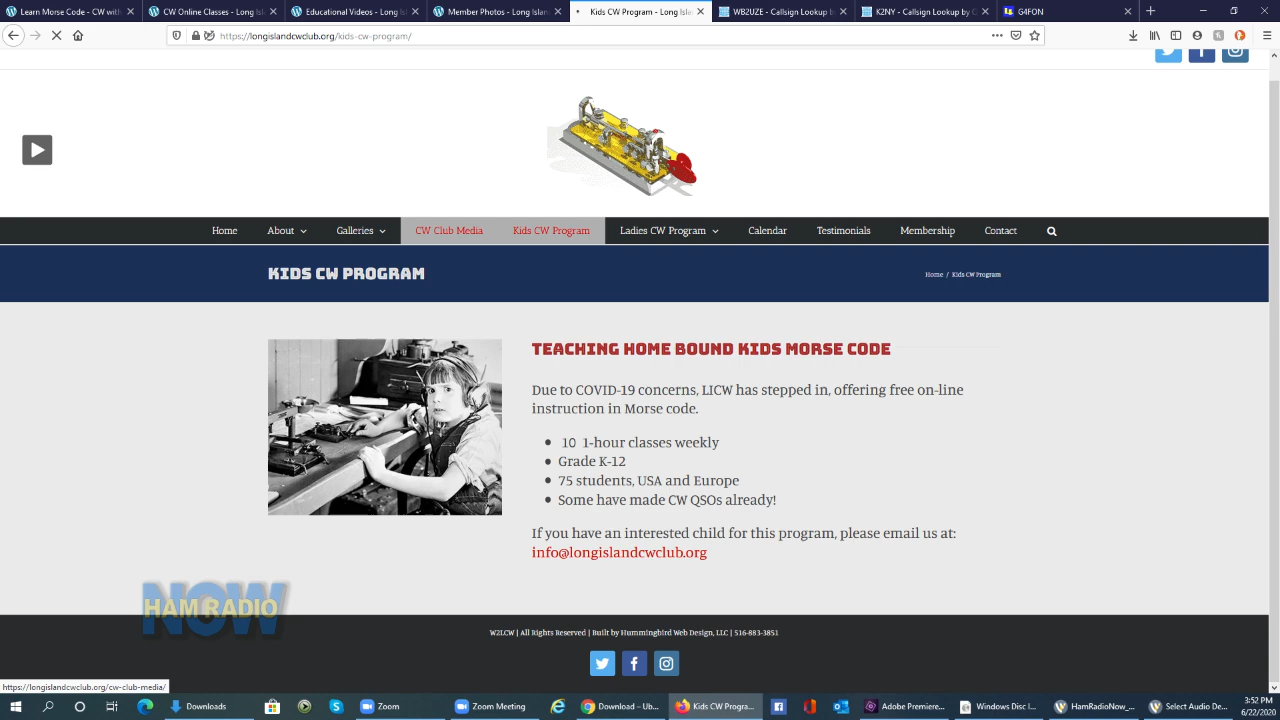 Learn Morse Code - CW with
CW Online Classes - Long Isl
Educational Videos - Long Isl
Member Photos - Long Island
Kids CW Program - Long Islan
WB2UZE - Callsign Lookup by
K2NY - Callsign Lookup by Q
G4FON
https://longislandcwclub.org/kids-cw-program/
Home About Galleries CW Club Media Kids CW Program Ladies CW Program Calendar Testimonials Membership Contact
KIDS CW PROGRAM
Home / Kids CW Program
TEACHING HOME BOUND KIDS MORSE CODE
Due to COVID-19 concerns, LICW has stepped in, offering free on-line
instruction in Morse code.
10 1-hour classes weekly
Grade K-12
75 students, USA and Europe
Some have made CW QSOs already!
If you have an interested child for this program, please email us at:
info@longislandcwclub.org
NOW
HAM RADIO
W2LCW | All Rights Reserved | Built by Hummingbird Web Design, LLC | 516-883-3851
https://longislandcwclub.org/cw-club-media/
Downloads
Zoom
Zoom Meeting
Download – Ub...
Kids CW Progra...
Adobe Premiere...
Windows Disc I...
HamRadioNow_...
Select Audio De...
3:52 PM
6/22/2020